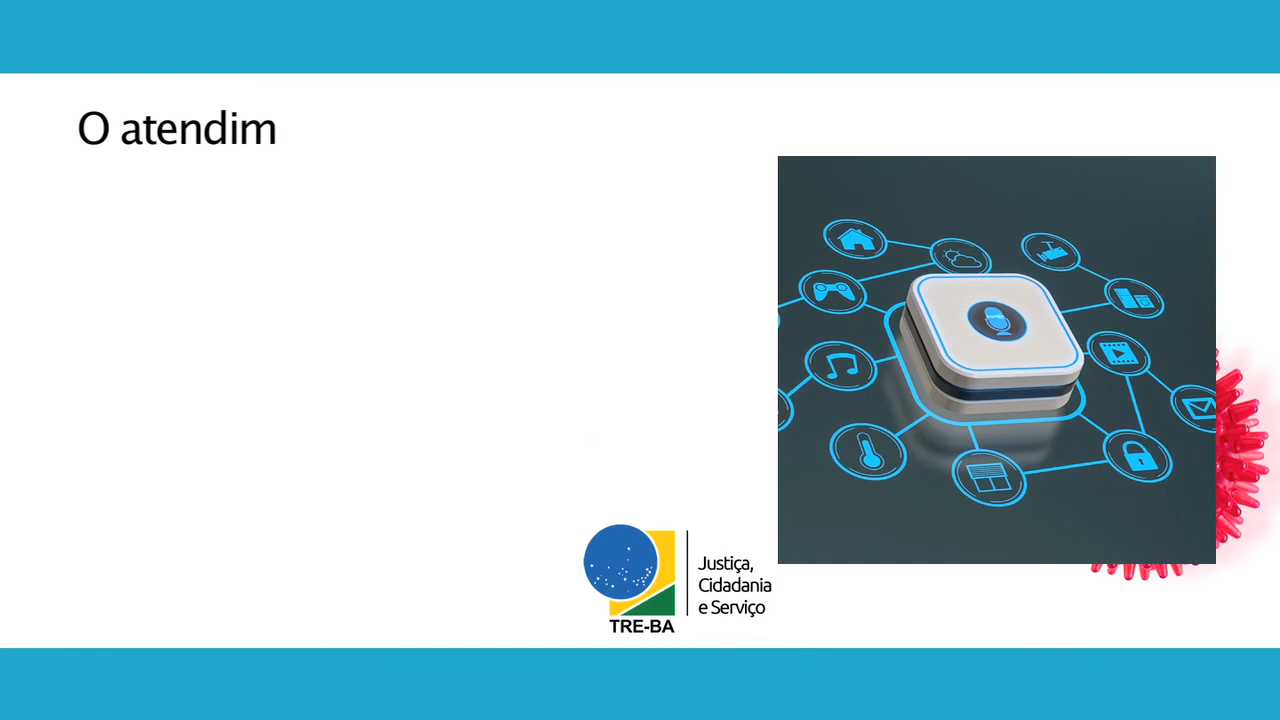 O atendim
Justiça,
Cidadania
e Serviço
TRE-BA